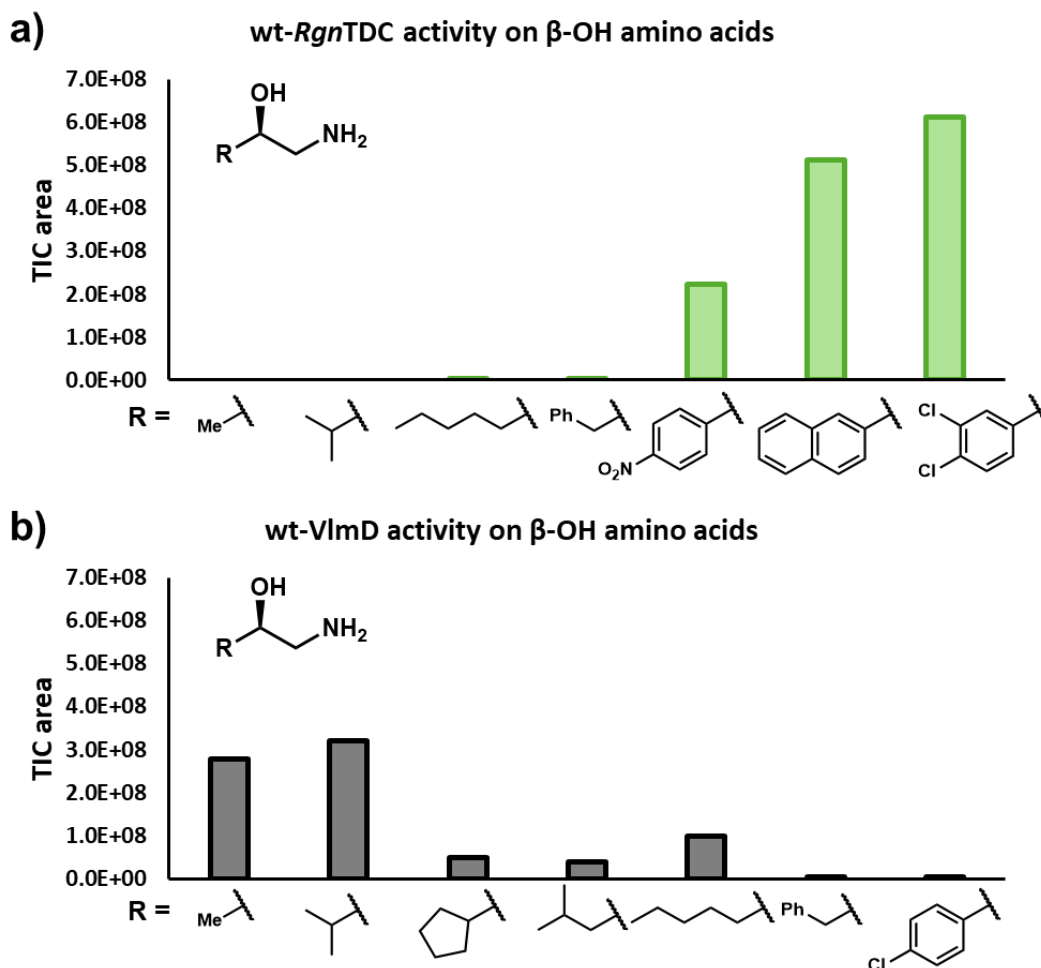 a)
wt-RgnTDC activity on β-OH amino acids
7.0E+08
6.0E+08
5.0E+08
4.0E+08
3.0E+08
2.0E+08
1.0E+08
0.0E+00
TIC area
OH
R
NH2
R =
Me
Ph
O2N
Cl
Cl
b)
wt-VlmD activity on β-OH amino acids
7.0E+08
6.0E+08
5.0E+08
4.0E+08
3.0E+08
2.0E+08
1.0E+08
0.0E+00
TIC area
OH
R
NH2
R =
Me
Ph
Cl